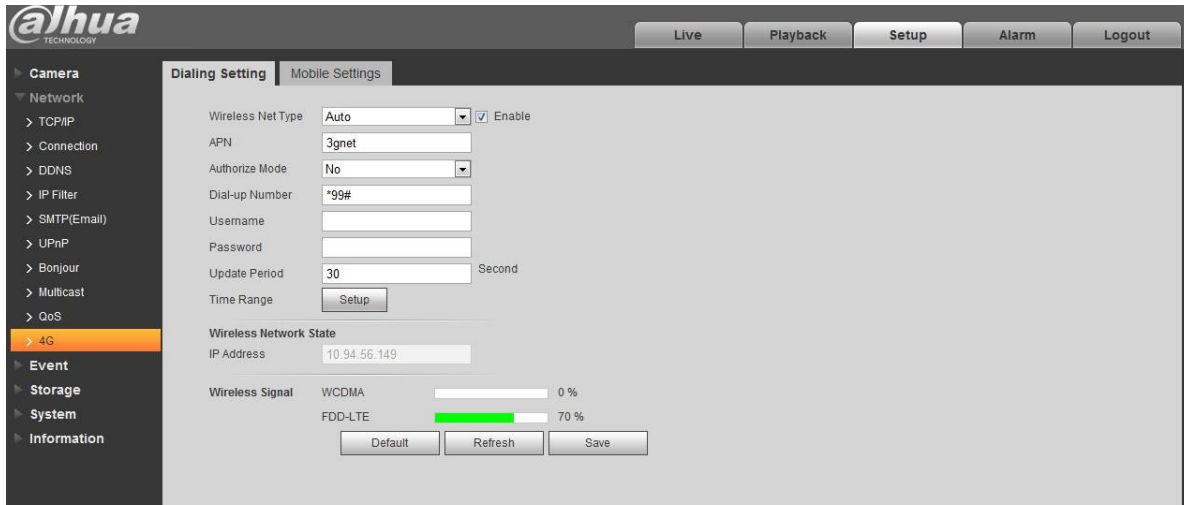 alhua
TECHNOLOGY
Live Playback Setup Alarm Logout
Camera
Network
> TCP/IP
> Connection
> DDNS
> IP Filter
> SMTP(Email)
> UPnP
> Bonjour
> Multicast
> QoS
> 4G
Event
Storage
System
Information
Dialing Setting Mobile Settings
Wireless Net Type Auto Enable
APN 3gnet
Authorize Mode No
Dial-up Number *99#
Username
Password
Update Period 30 Second
Time Range Setup
Wireless Network State
IP Address 10.94.56.149
Wireless Signal WCDMA 0 %
FDD-LTE 70 %
Default Refresh Save